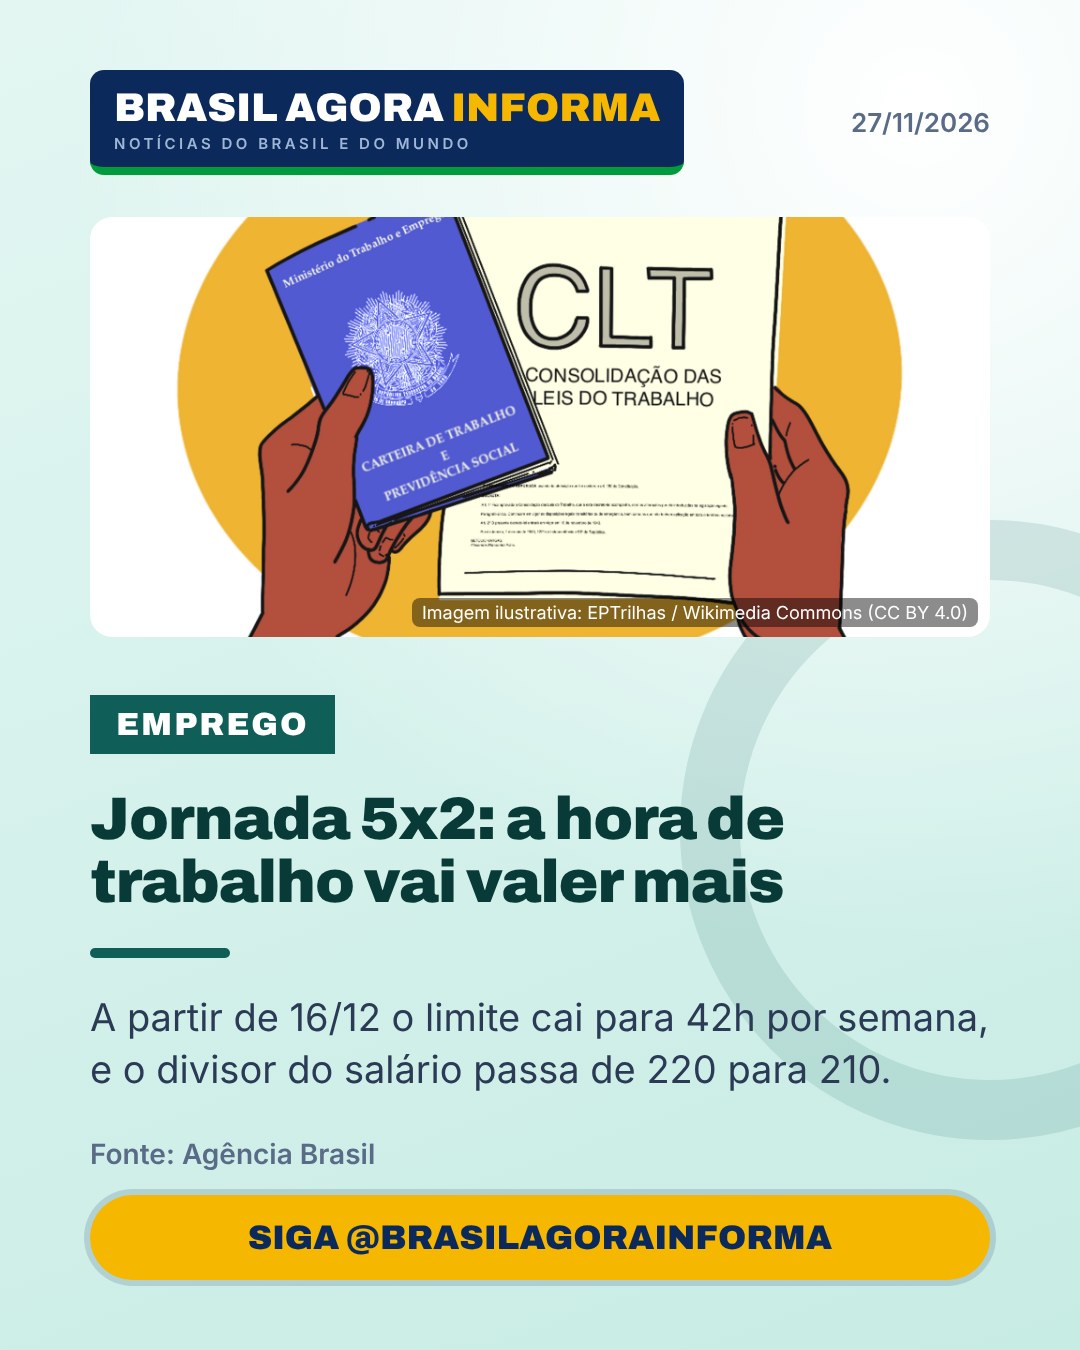 BRASIL AGORA INFORMA
NOTÍCIAS DO BRASIL E DO MUNDO
27/11/2026
Ministério do Trabalho e Empreg
CARTEIRA DE TRABALHO
E
PREVIDÊNCIA SOCIAL
CLT
CONSOLIDAÇÃO DAS
LEIS DO TRABALHO
Imagem ilustrativa: EPTrilhas / Wikimedia Commons (CC BY 4.0)
EMPREGO
Jornada 5x2: a hora de
trabalho vai valer mais
A partir de 16/12 o limite cai para 42h por semana,
e o divisor do salário passa de 220 para 210.
Fonte: Agência Brasil
SIGA @BRASILAGORAINFORMA